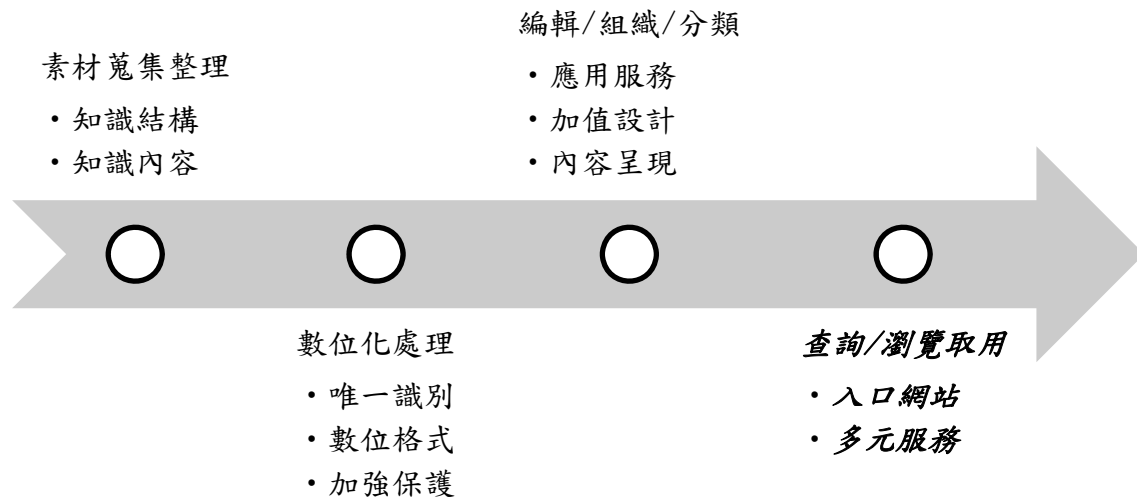 素材蒐集整理
・知識結構
・知識內容
數位化處理
・唯一識別
・數位格式
・加強保護
編輯/組織/分類
・應用服務
・加值設計
・內容呈現
查詢/瀏覽取用
・入口網站
・多元服務